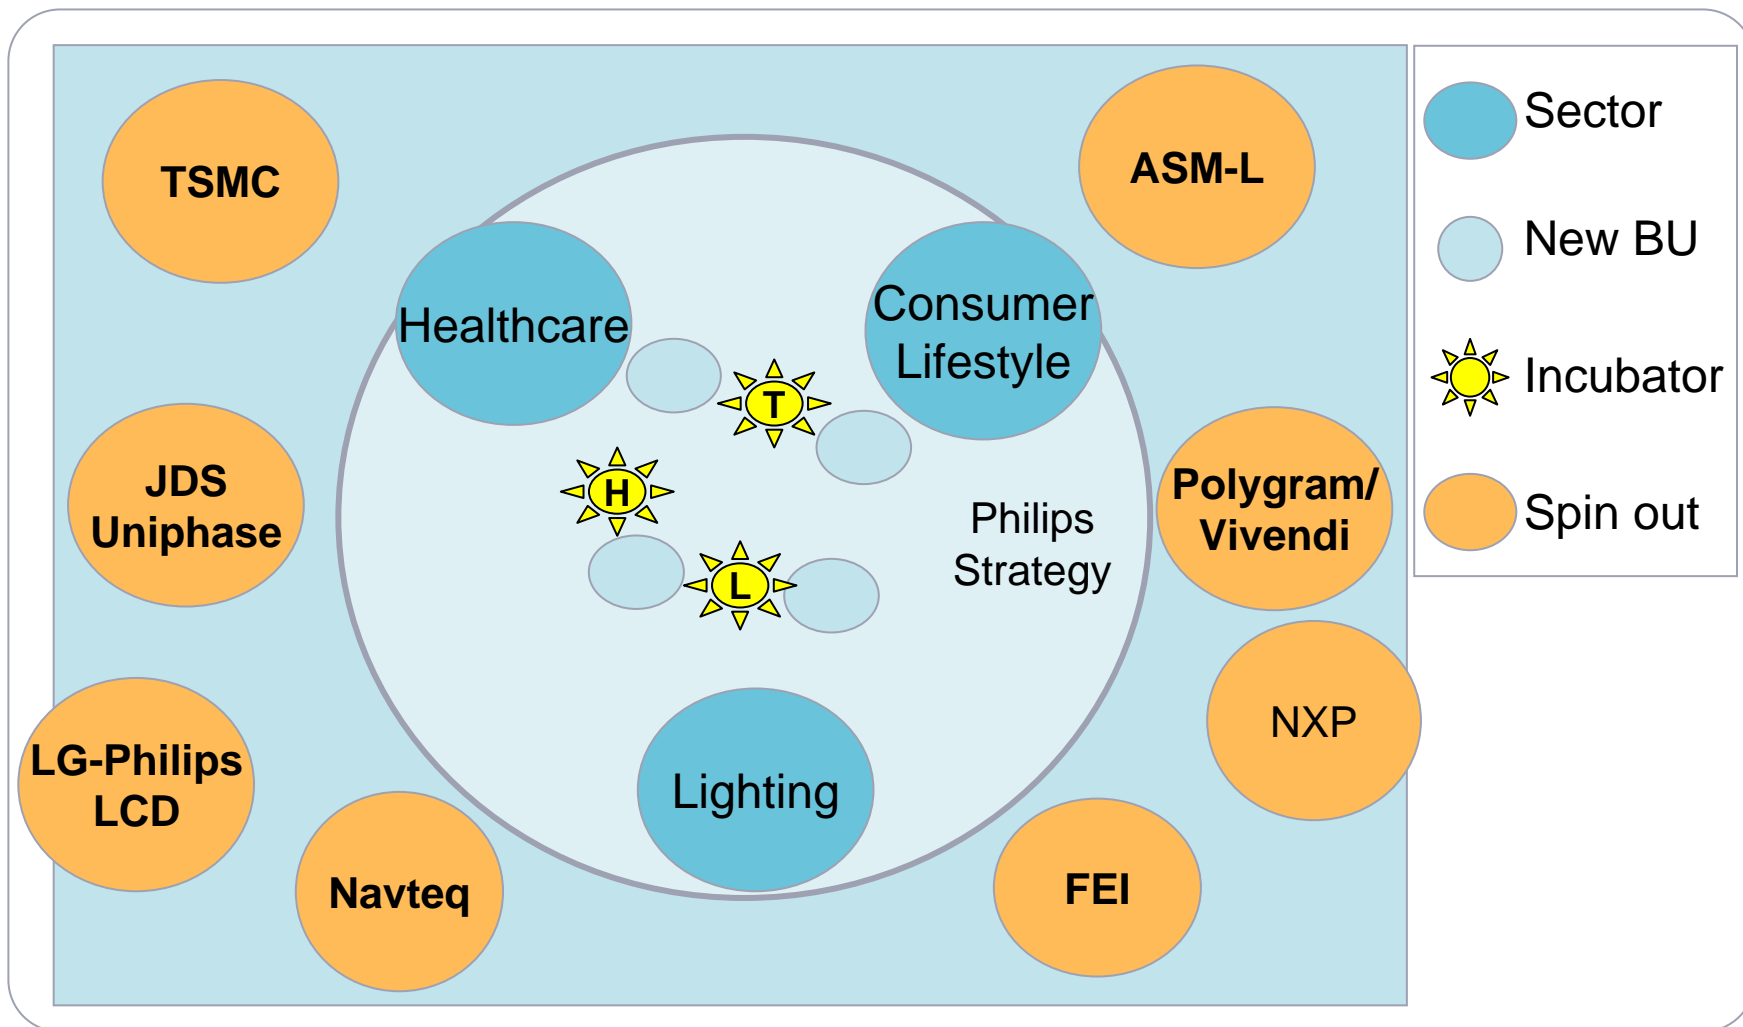 TSMC
ASM-L
Healthcare
Consumer
Lifestyle
T
H
L
JDS
Uniphase
Philips
Strategy
Polygram/
Vivendi
LG-Philips
LCD
NXP
Lighting
Navteq
FEI
Sector
New BU
Incubator
Spin out